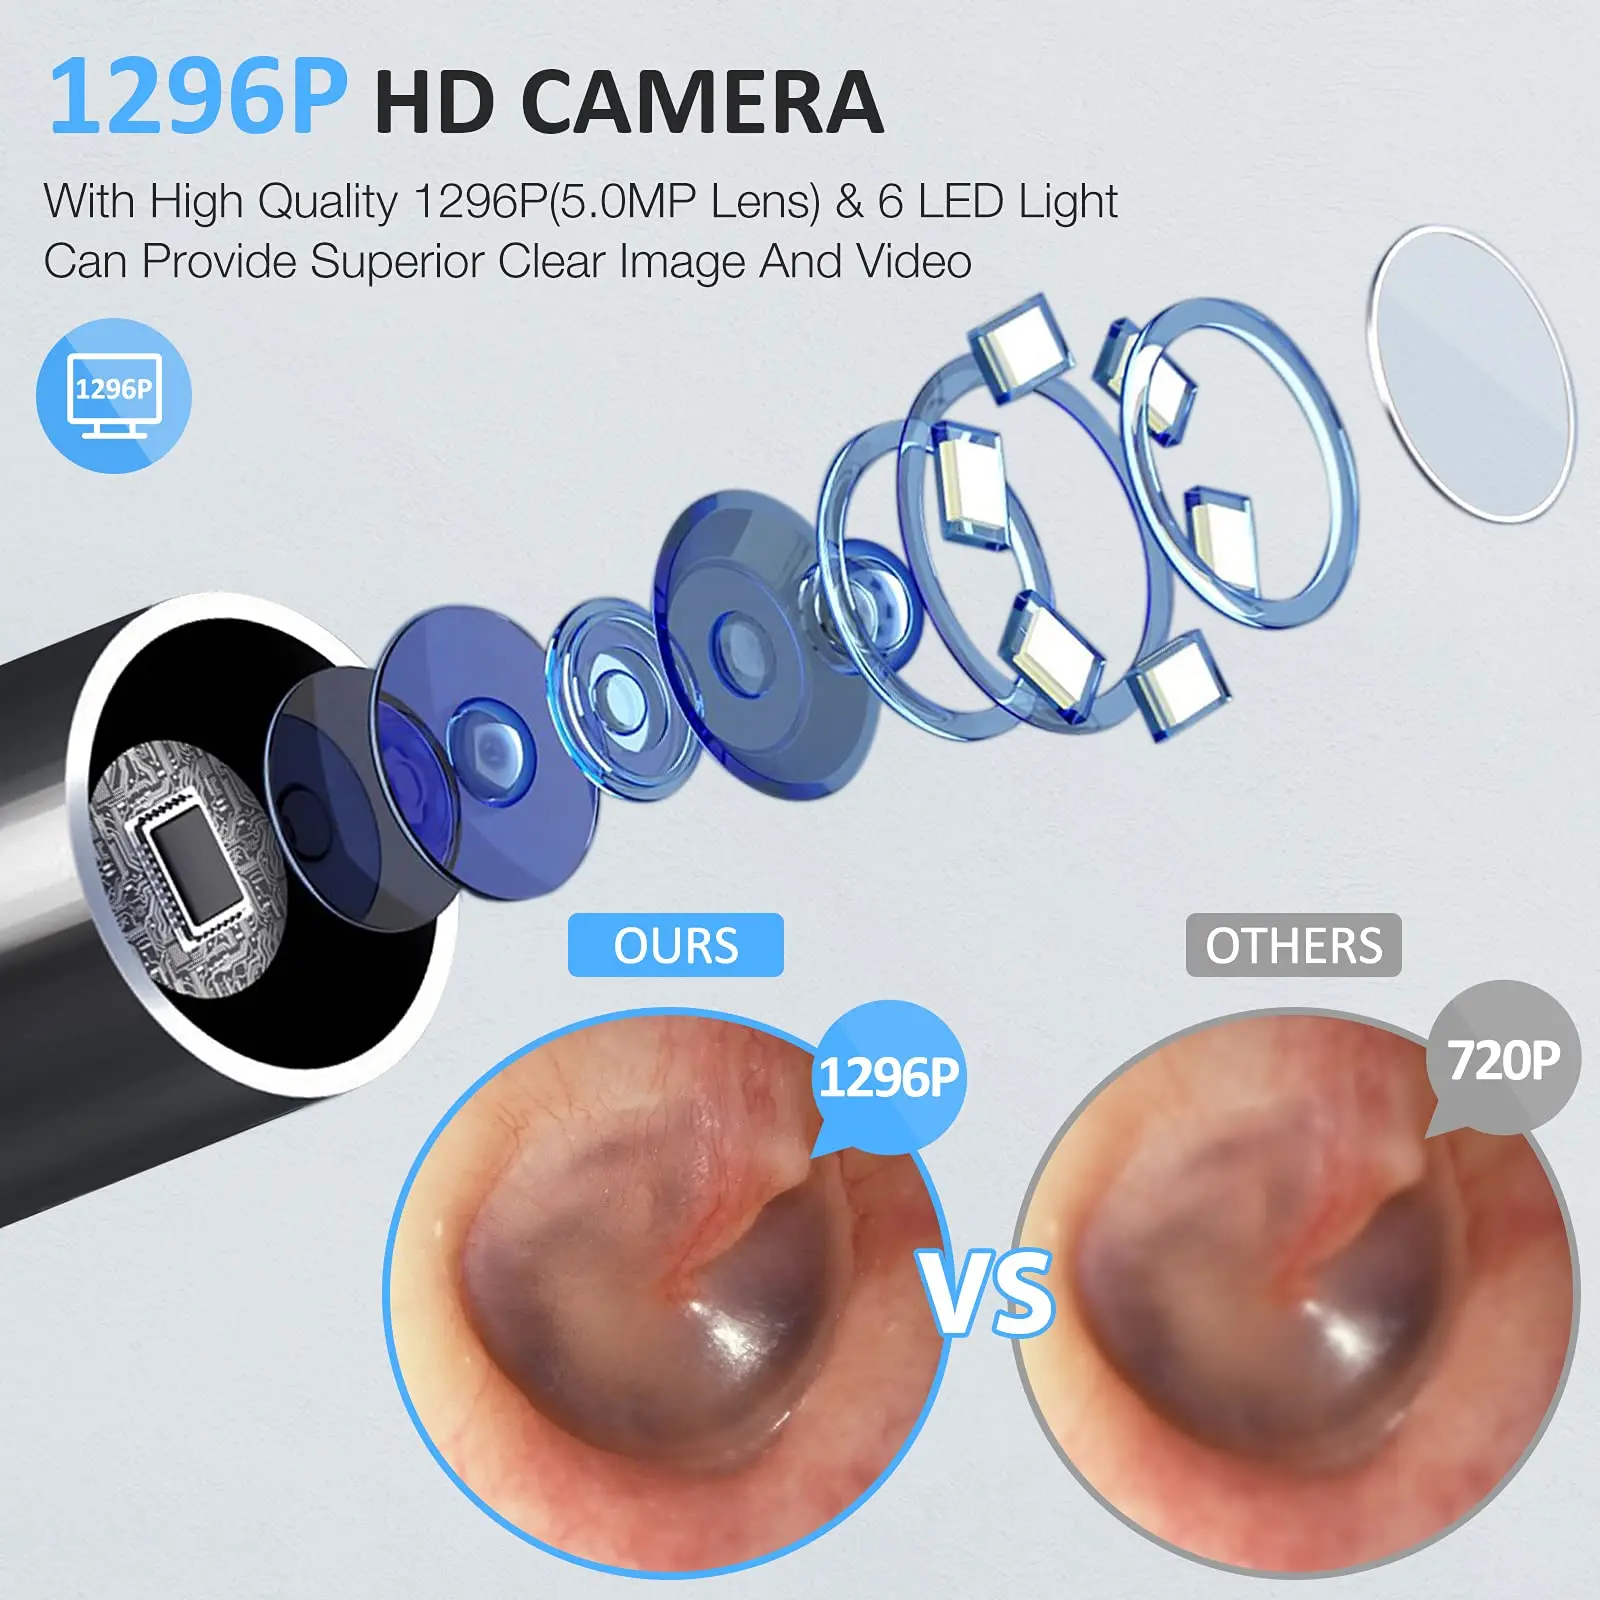 1296P HD CAMERA
With High Quality 1296P(5.0MP Lens) & 6 LED Light
Can Provide Superior Clear Image And Video
1296P
OURS
OTHERS
1296P
720P
VS